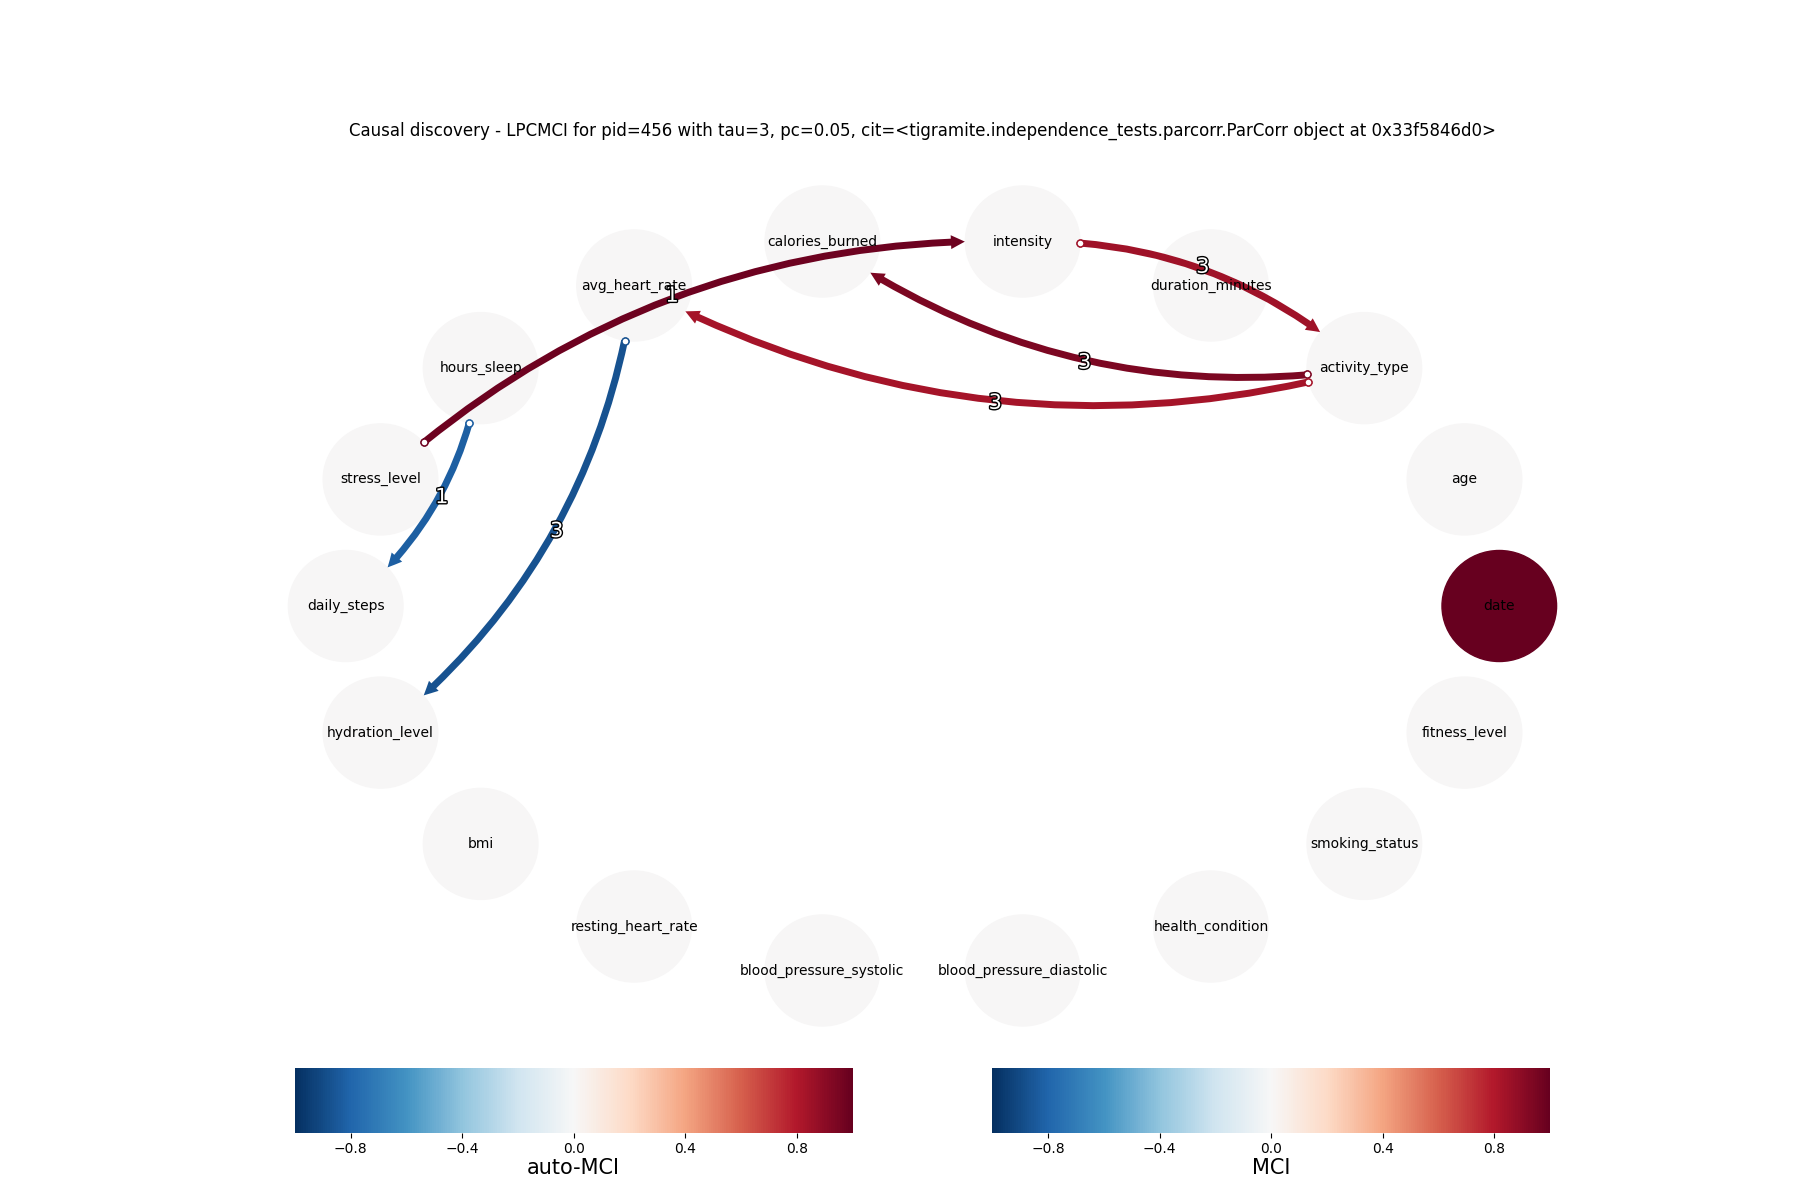 Causal discovery - LPCMCI for pid=456 with tau=3, pc=0.05, cit=<tigramite.independence_tests.parcorr.ParCorr object at 0x33f5846d0>
calories_burned
intensity
3
avg_heart_rate
1
duration_minutes
hours_sleep
3
activity_type
3
stress_level
1
age
3
daily_steps
date
hydration_level
fitness_level
bmi
smoking_status
resting_heart_rate
health_condition
blood_pressure_systolic
blood_pressure_diastolic
−0.8 −0.4 0.0 0.4 0.8
auto-MCI
−0.8 −0.4 0.0 0.4 0.8
MCI